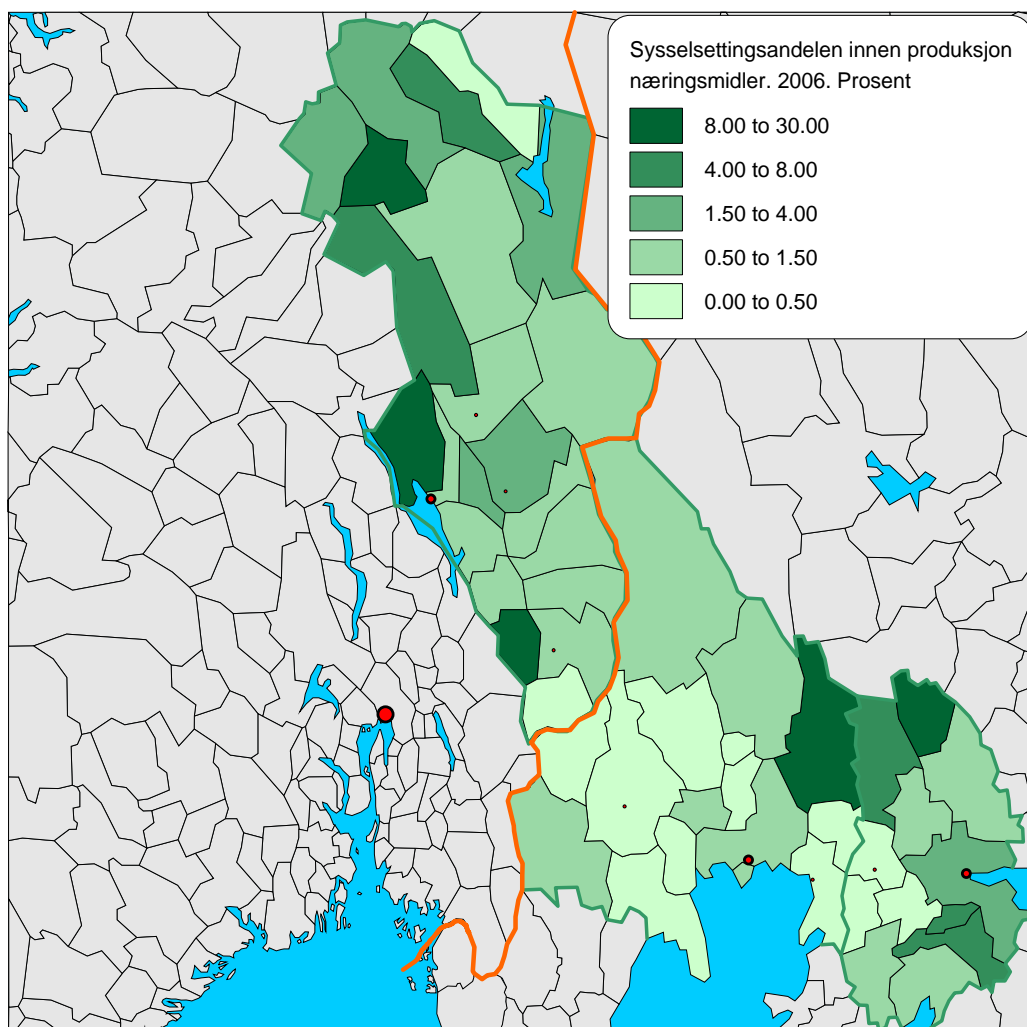 Sysselsettingsandelen innen produksjon
næringsmidler. 2006. Prosent
8.00 to 30.00
4.00 to 8.00
1.50 to 4.00
0.50 to 1.50
0.00 to 0.50